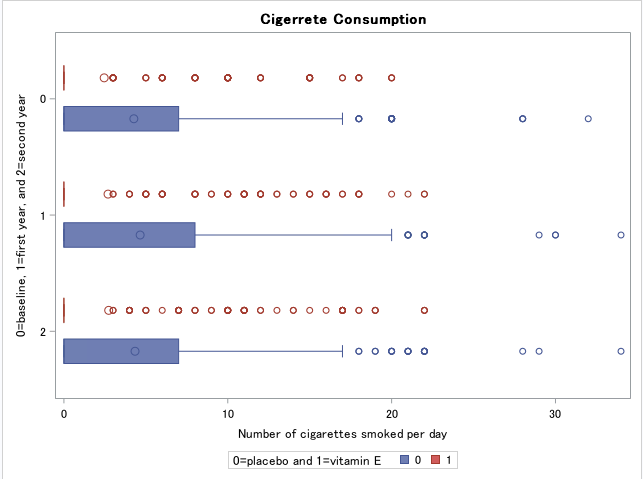 Cigerrete Consumption
0=baseline, 1=first year, and 2=second year
0
1
2
0 10 20 30
Number of cigarettes smoked per day
0=placebo and 1=vitamin E 0 1